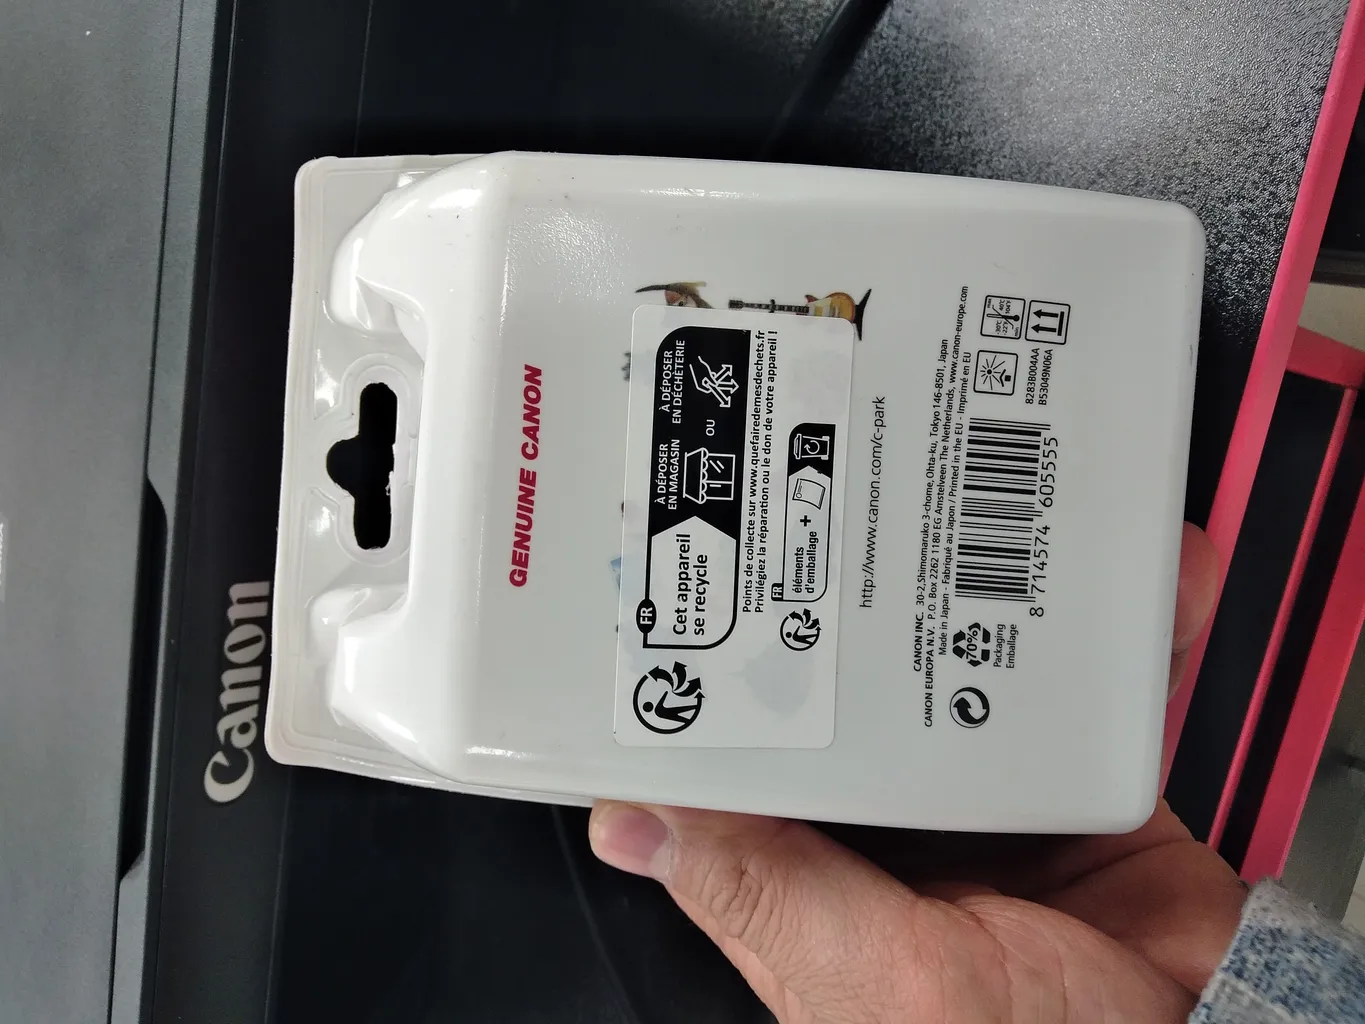 Canon
GENUINE CANON
FR
Cet appareil
se recycle
À DÉPOSER
EN MAGASIN
OU
À DÉPOSER
EN DÉCHÈTERIE
Points de collecte sur www.quefairedemesdechets.fr
Privilégiez la réparation ou le don de votre appareil !
FR
éléments
d'emballage
+
http://www.canon.com/c-park
CANON INC. 30-2,Shimomaruko 3-chome, Ohta-ku, Tokyo 146-8501, Japan
CANON EUROPA N.V. P.O. Box 2262 1180 EG Amstelveen The Netherlands, www.canon-europe.com
Made in Japan - Fabriqué au Japon / Printed in the EU - Imprimé en EU
70%
Packaging
Emballage
8 714574 605555
8283B004AA
B53049N06A